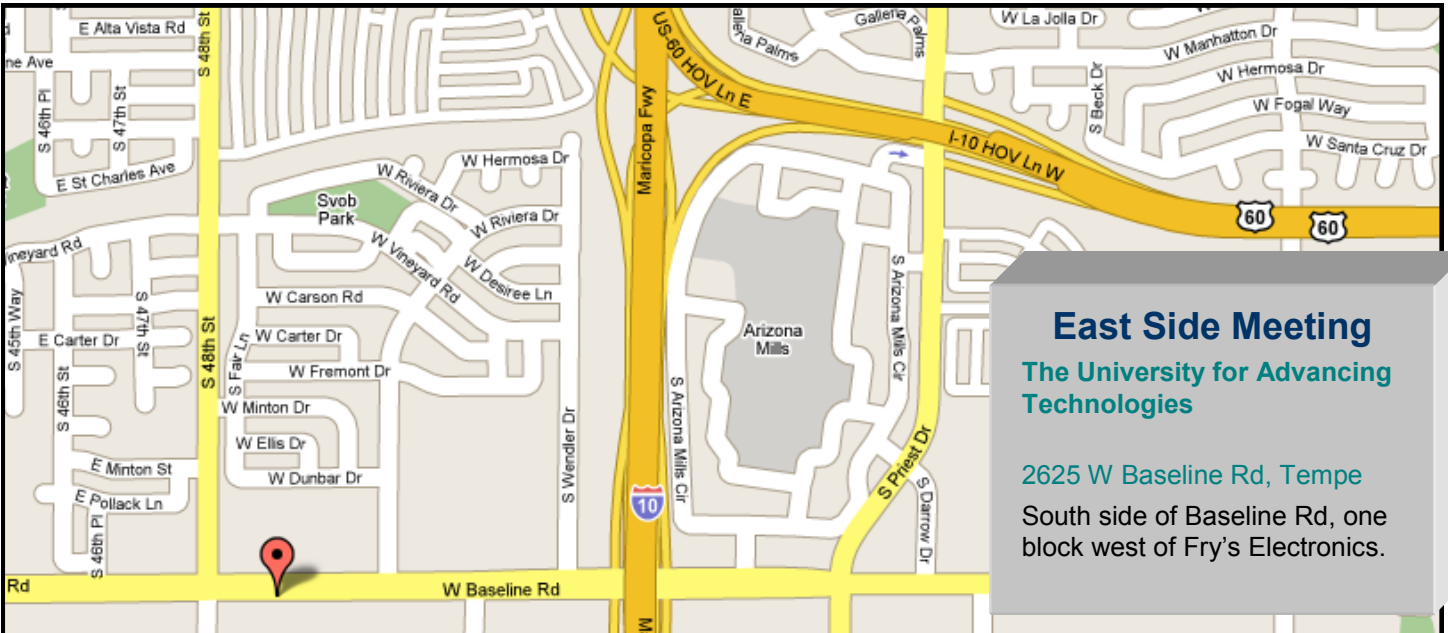 E Alta Vista Rd
ne Ave
S 46th Pl
S 47th St
E St Charles Ave
S 48th St
US-60 HOV Ln E
Maricopa Fwy
Galleria Palms
Galleria Palms
W La Jolla Dr
W Manhatton Dr
W Hermosa Dr
W Fogal Way
W Santa Cruz Dr
S Beck Dr
I-10 HOV Ln W
60
60
W Hermosa Dr
W Riviera Dr
Svob
Park
W Riviera Dr
W Vineyard Rd
W Desiree Ln
ineyard Rd
S 45th Way
S 47th St
E Carter Dr
S 46th St
S 48th St
S Fair Ln
W Carson Rd
W Carter Dr
W Fremont Dr
W Minton Dr
W Ellis Dr
W Dunbar Dr
E Minton St
E Pollack Ln
S 46th Pl
S Wendler Dr
10
Arizona
Mills
S Arizona Mills Cir
S Arizona Mills Cir
S Priest Dr
S Darrow Dr
Rd
W Baseline Rd
East Side Meeting
The University for Advancing
Technologies
2625 W Baseline Rd, Tempe
South side of Baseline Rd, one
block west of Fry’s Electronics.